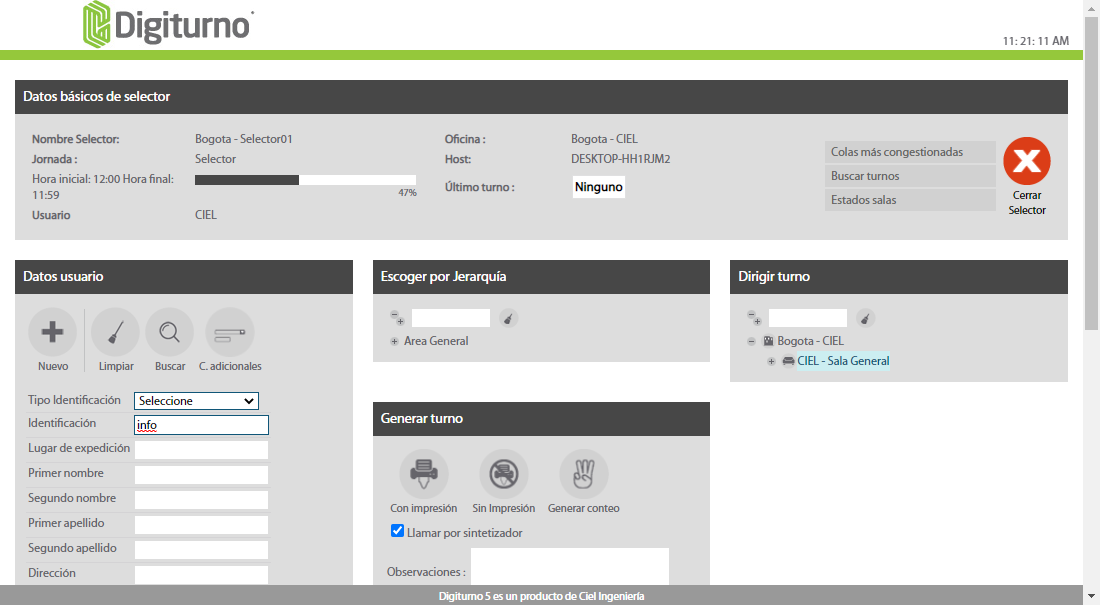 Digiturno
11: 21: 11 AM
Datos básicos de selector
Nombre Selector:
Bogota - Selector01
Oficina :
Bogota - CIEL
Jornada :
Selector
Host:
DESKTOP-HH1RJM2
Hora inicial: 12:00 Hora final:
11:59
47%
Último turno :
Ninguno
Usuario
CIEL
Colas más congestionadas
Buscar turnos
Estados salas
Cerrar
Selector
Datos usuario
Nuevo
Limpiar
Buscar
C. adicionales
Tipo Identificación
Seleccione
Identificación
info
Lugar de expedición
Primer nombre
Segundo nombre
Primer apellido
Segundo apellido
Dirección
Escoger por Jerarquía
Area General
Generar turno
Con impresión
Sin Impresión
Generar conteo
Llamar por sintetizador
Observaciones :
Dirigir turno
Bogota - CIEL
CIEL - Sala General
Digiturno 5 es un producto de Ciel Ingeniería